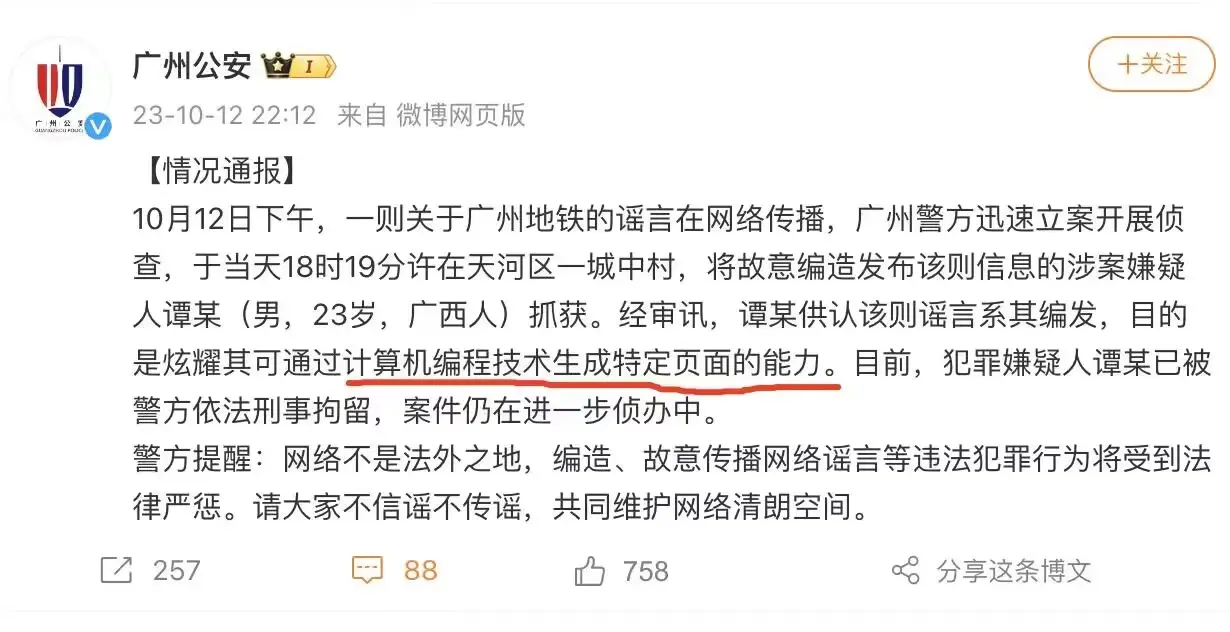 广州公安 I
+关注
23-10-12 22:12 来自 微博网页版
广·州·公·安
GUANGZHOU POLICE
【情况通报】
10月12日下午，一则关于广州地铁的谣言在网络传播，广州警方迅速立案开展侦
查，于当天18时19分许在天河区一城中村，将故意编造发布该则信息的涉案嫌疑
人谭某（男，23岁，广西人）抓获。经审讯，谭某供认该则谣言系其编发，目的
是炫耀其可通过计算机编程技术生成特定页面的能力。目前，犯罪嫌疑人谭某已被
警方依法刑事拘留，案件仍在进一步侦办中。
警方提醒：网络不是法外之地，编造、故意传播网络谣言等违法犯罪行为将受到法
律严惩。请大家不信谣不传谣，共同维护网络清朗空间。
257 88 758 分享这条博文